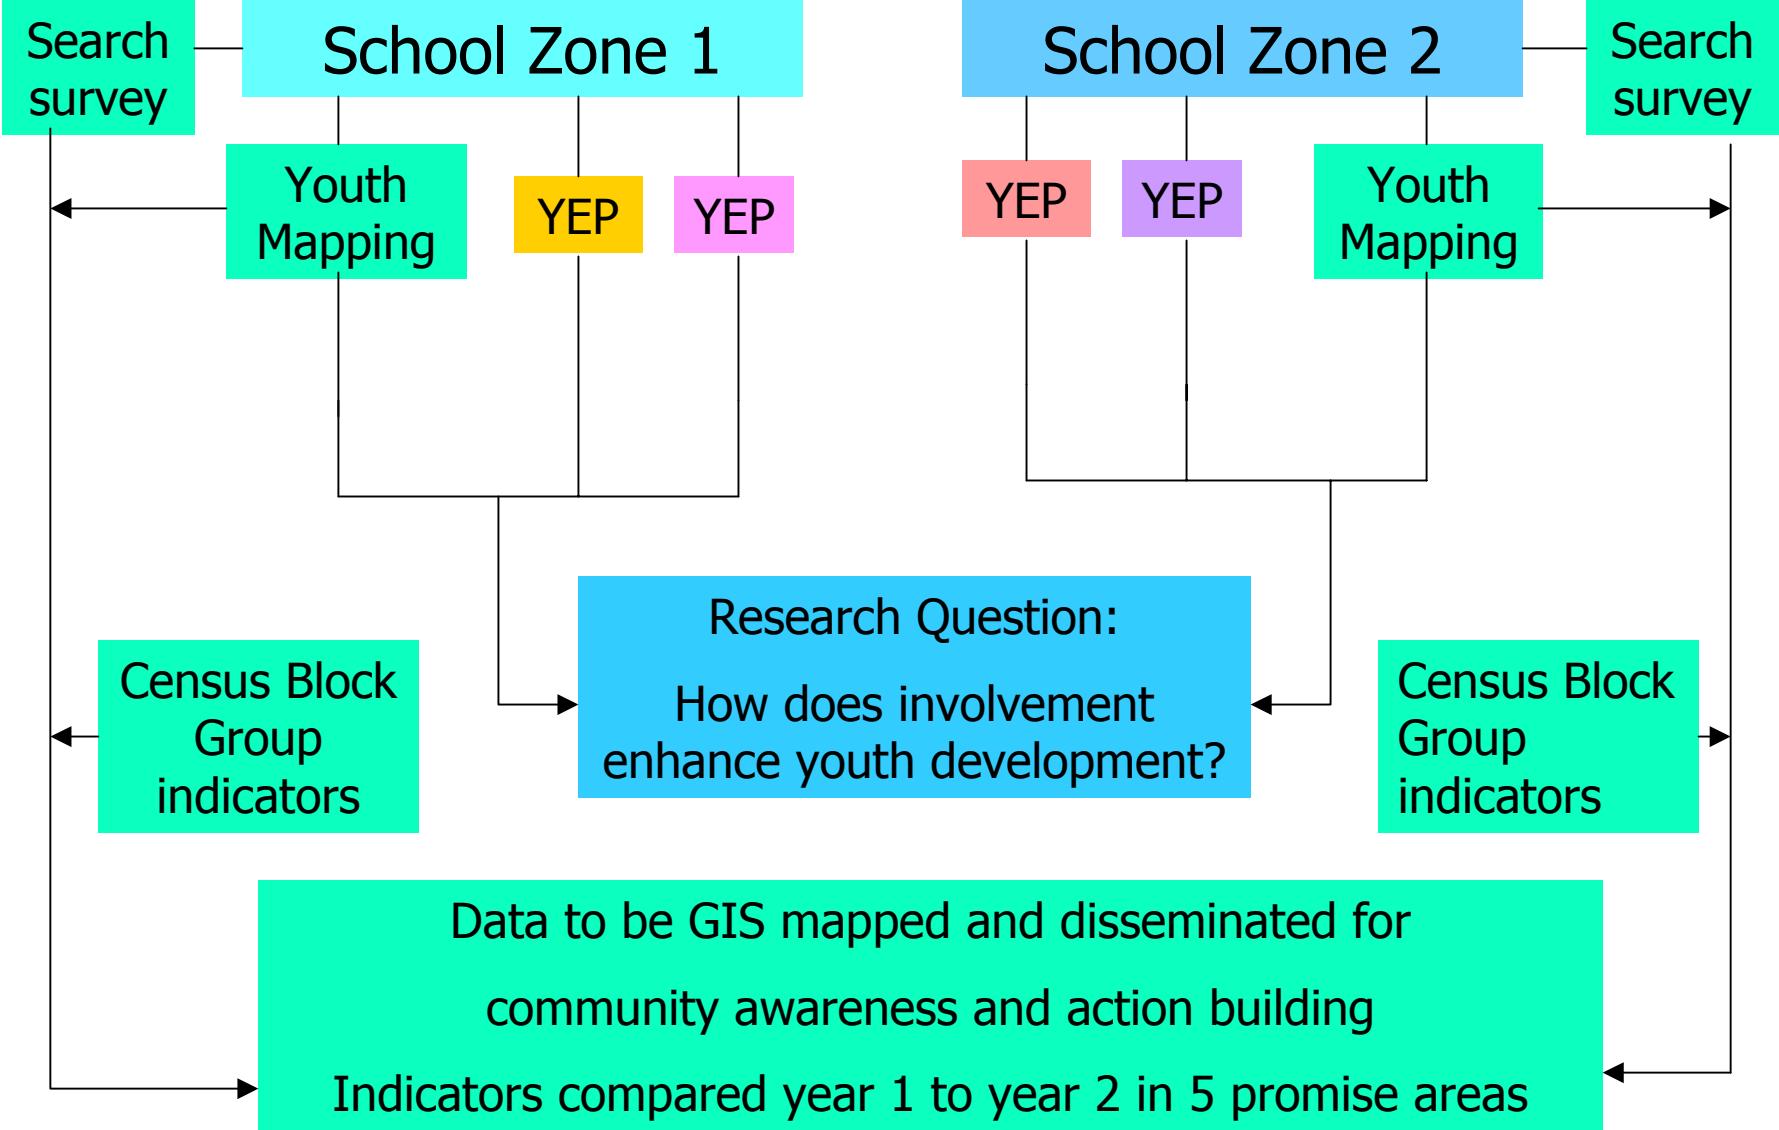 Search
survey
School Zone 1
School Zone 2
Search
survey
Youth
Mapping
YEP
YEP
YEP
YEP
Youth
Mapping
Research Question:
How does involvement
enhance youth development?
Census Block
Group
indicators
Census Block
Group
indicators
Data to be GIS mapped and disseminated for
community awareness and action building
Indicators compared year 1 to year 2 in 5 promise areas